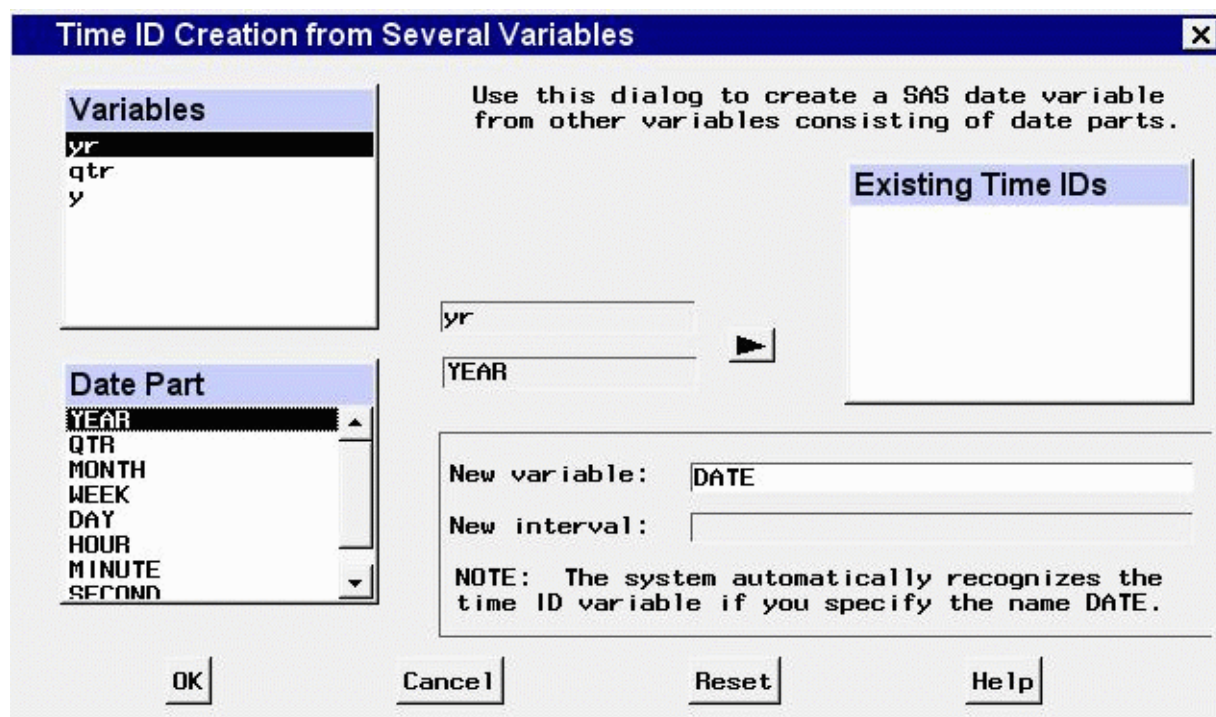 Time ID Creation from Several Variables
Variables
yr
qtr
y
Use this dialog to create a SAS date variable
from other variables consisting of date parts.
Existing Time IDs
yr
YEAR
Date Part
YEAR
QTR
MONTH
WEEK
DAY
HOUR
MINUTE
SECOND
New variable: DATE
New interval:
NOTE: The system automatically recognizes the
time ID variable if you specify the name DATE.
OK Cancel Reset Help